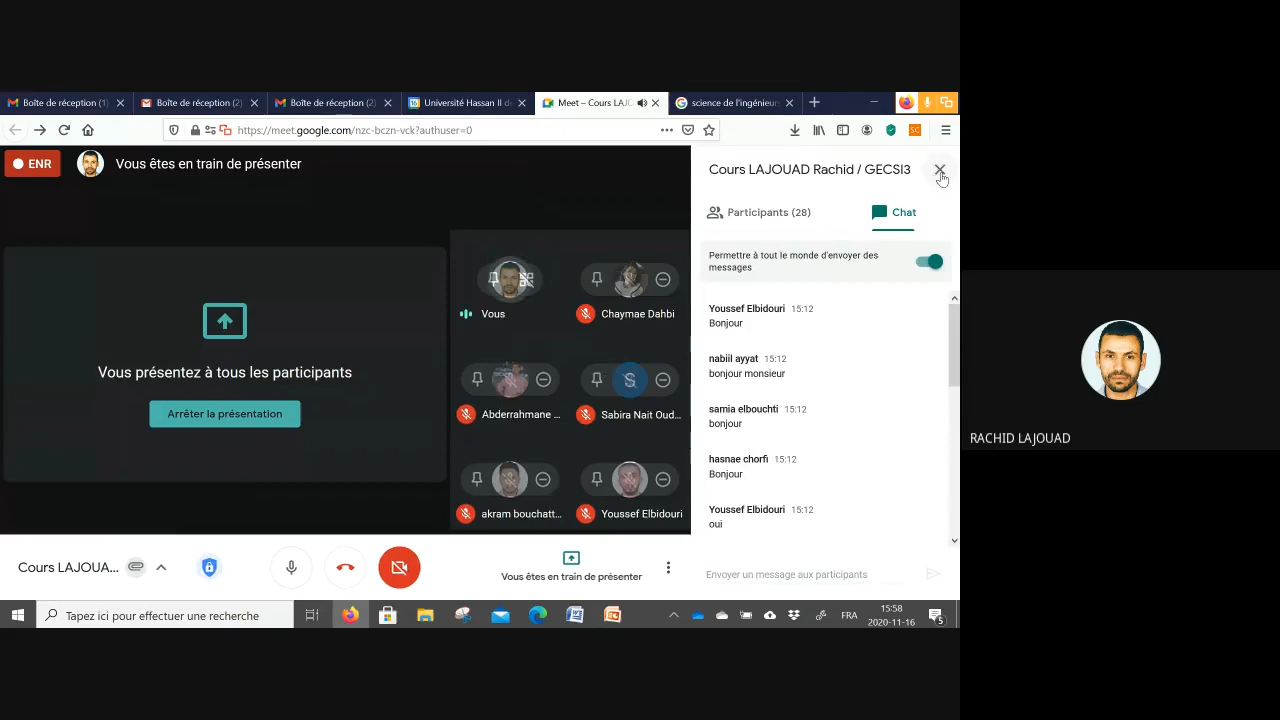 Boîte de réception (1)
Boîte de réception (2)
Boîte de réception (2)
Université Hassan II de
Meet – Cours LAJO
science de l'ingénieur
https://meet.google.com/nzc-bczn-vck?authuser=0
ENR
Vous êtes en train de présenter
Vous présentez à tous les participants
Arrêter la présentation
Vous
Chaymae Dahbi
Abderrahmane ...
Sabira Nait Oud...
akram bouchatt...
Youssef Elbidouri
Cours LAJOUAD Rachid / GECSI3
Participants (28)
Chat
Permettre à tout le monde d'envoyer des
messages
Youssef Elbidouri 15:12
Bonjour
nabiil ayyat 15:12
bonjour monsieur
samia elbouchti 15:12
bonjour
hasnae chorfi 15:12
Bonjour
Youssef Elbidouri 15:12
oui
Envoyer un message aux participants
Cours LAJOUA...
Vous êtes en train de présenter
Tapez ici pour effectuer une recherche
FRA
15:58
2020-11-16
5
RACHID LAJOUAD